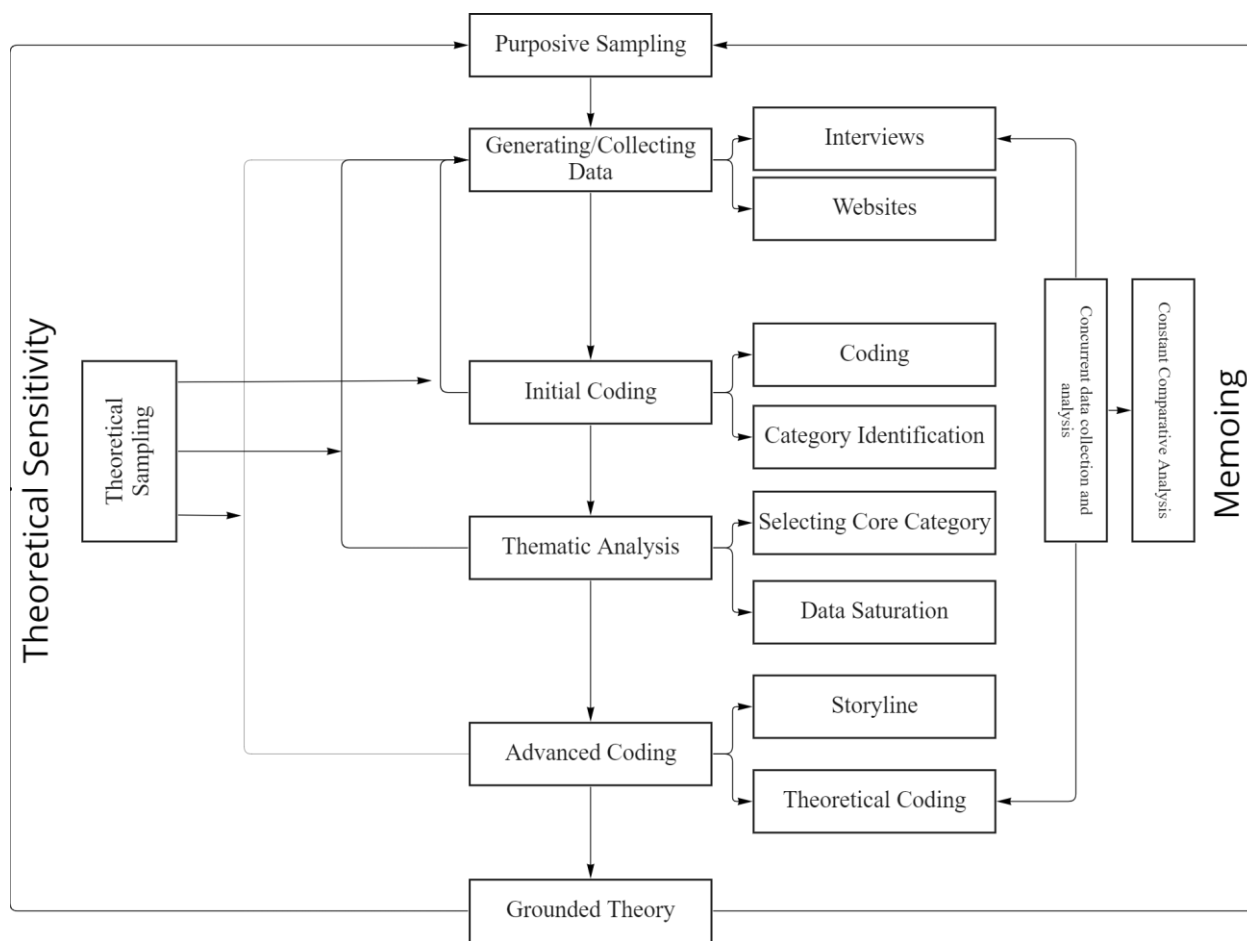 Purposive Sampling
Generating/Collecting
Data
Interviews
Websites
Theoretical Sensitivity
Theoretical
Sampling
Initial Coding
Coding
Category Identification
Concurrent data collection and
analysis
Constant Comparative Analysis
Memoing
Thematic Analysis
Selecting Core Category
Data Saturation
Advanced Coding
Storyline
Theoretical Coding
Grounded Theory